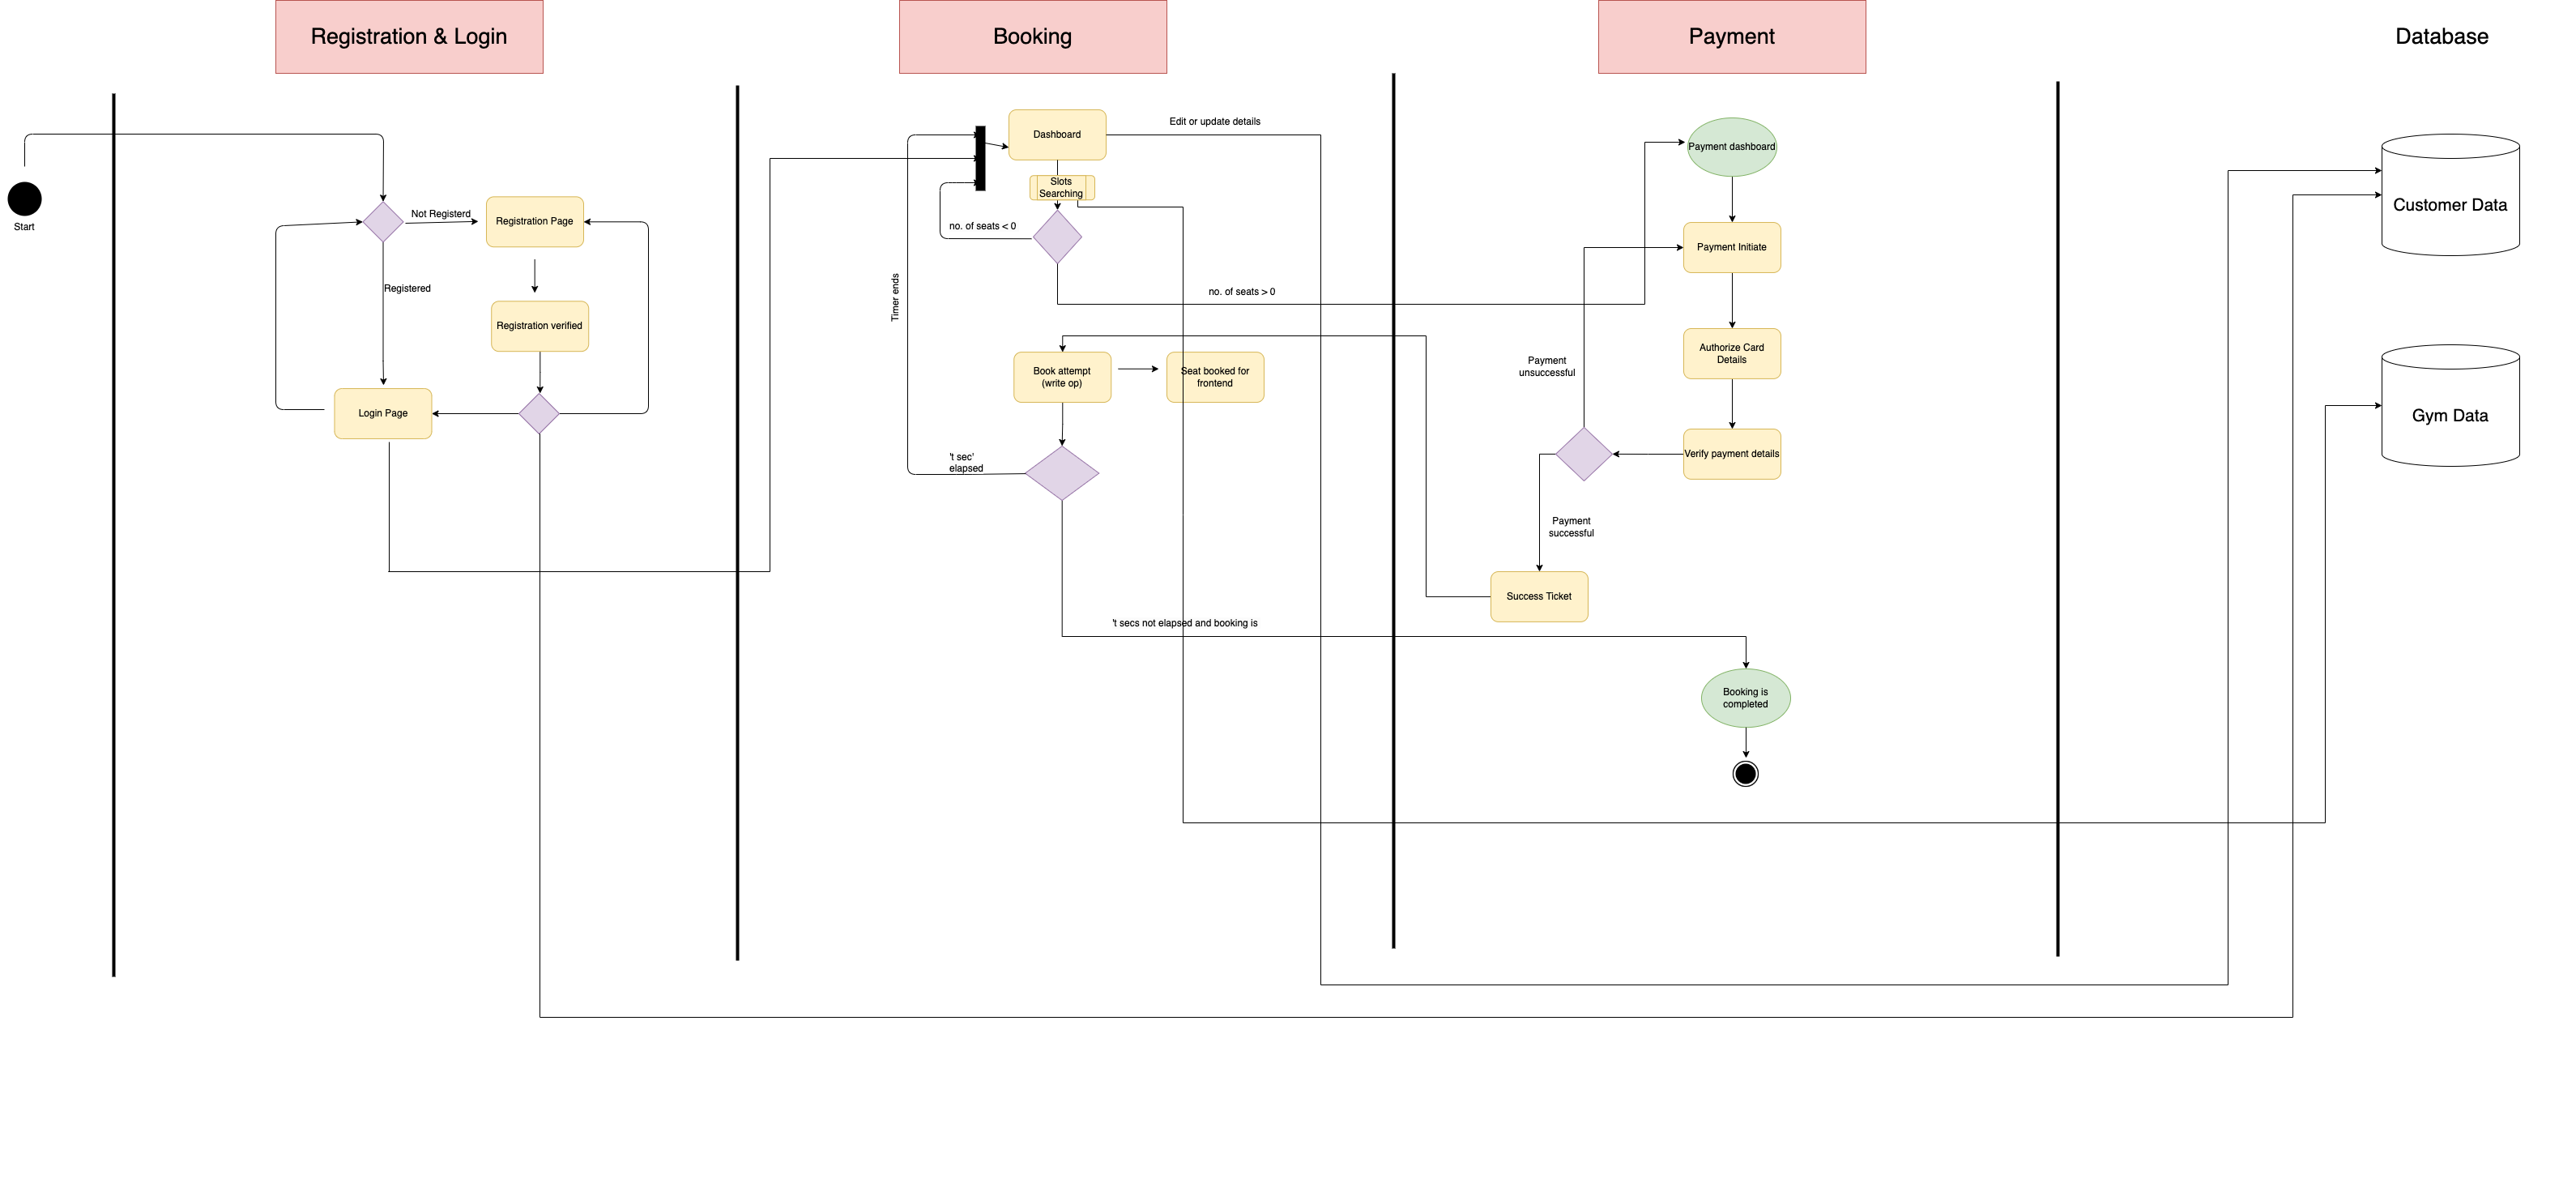 Registration & Login
Booking
Payment
Database
Start
Not Registerd
Registration Page
Registered
Registration verified
Login Page
Dashboard
Edit or update details
Slots
Searching
no. of seats < 0
Timer ends
no. of seats > 0
Book attempt
(write op)
Seat booked for
frontend
't sec'
elapsed
't secs not elapsed and booking is
Payment dashboard
Payment Initiate
Authorize Card
Details
Payment
unsuccessful
Verify payment details
Payment
successful
Success Ticket
Booking is
completed
Customer Data
Gym Data